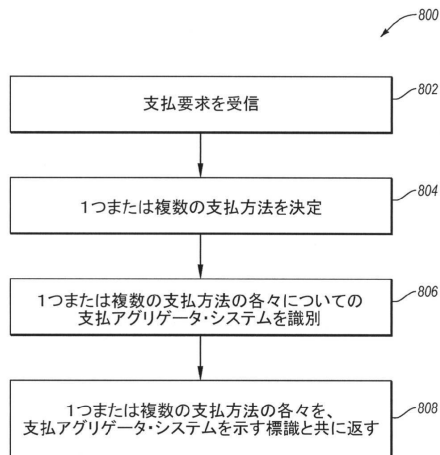 800
支払要求を受信
802
1つまたは複数の支払方法を決定
804
1つまたは複数の支払方法の各々についての
支払アグリゲータ・システムを識別
806
1つまたは複数の支払方法の各々を、
支払アグリゲータ・システムを示す標識と共に返す
808